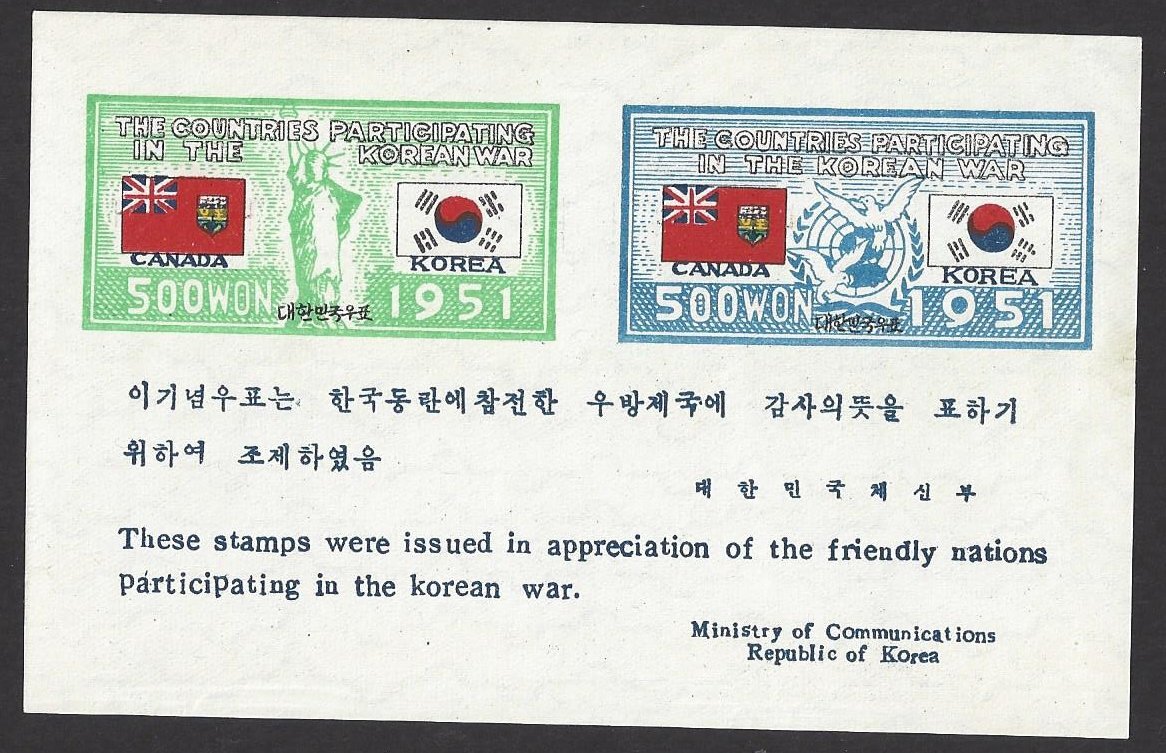 THE COUNTRIES PARTICIPATING
IN THE KOREAN WAR
CANADA
KOREA
500WON
대한민국우표
1951
THE COUNTRIES PARTICIPATING
IN THE KOREAN WAR
CANADA
KOREA
500WON
대한민국우표
1951
이기념우표는 한국동란에참전한 우방제국에 감사의뜻을 표하기
위하여 조제하였음
대한민국체신부
These stamps were issued in appreciation of the friendly nations
participating in the korean war.
Ministry of Communications
Republic of Korea